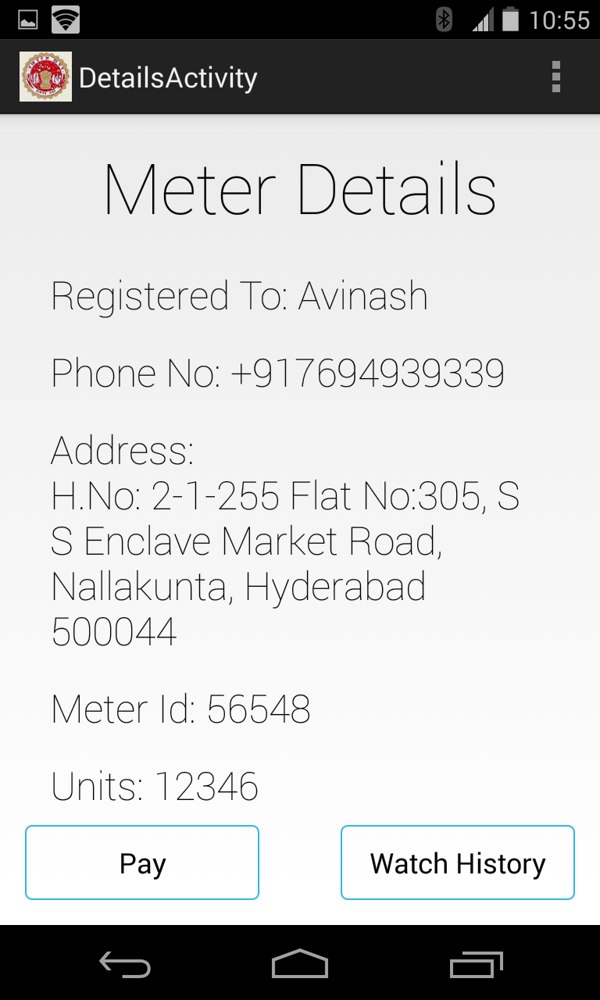 10:55
DetailsActivity
Meter Details
Registered To: Avinash
Phone No: +917694939339
Address:
H.No: 2-1-255 Flat No:305, S
S Enclave Market Road,
Nallakunta, Hyderabad
500044
Meter Id: 56548
Units: 12346
Pay
Watch History